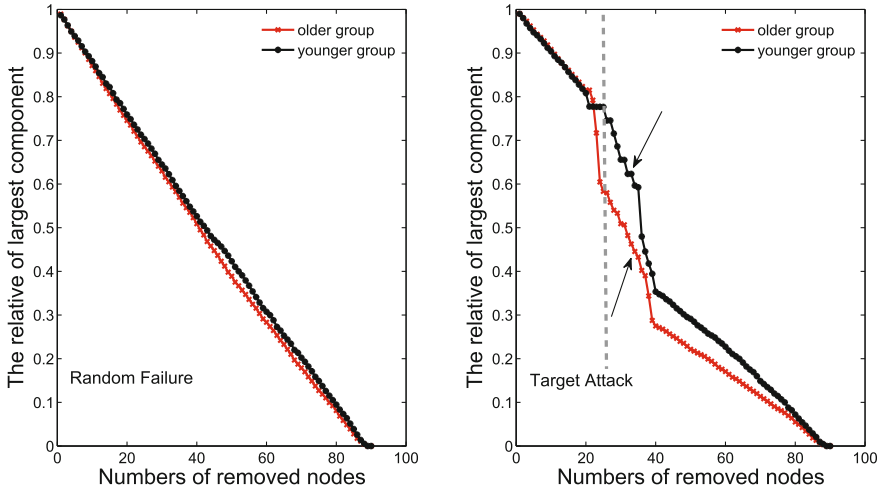 The relative of largest component
1
0.9
0.8
0.7
0.6
0.5
0.4
0.3
0.2
0.1
0
older group
younger group
Random Failure
0 20 40 60 80 100
Numbers of removed nodes
The relative of largest component
1
0.9
0.8
0.7
0.6
0.5
0.4
0.3
0.2
0.1
0
older group
younger group
Target Attack
0 20 40 60 80 100
Numbers of removed nodes